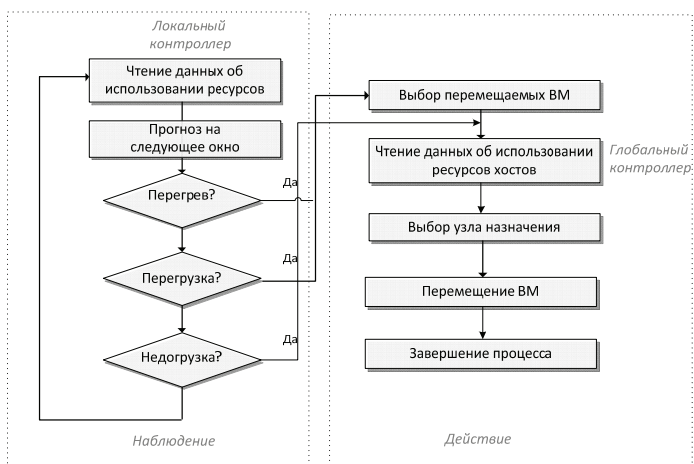 Локальный
контроллер
Чтение данных об
использовании ресурсов
Прогноз на
следующее окно
Перегрев?
Да
Перегрузка?
Да
Недогрузка?
Да
Наблюдение
Выбор перемещаемых ВМ
Чтение данных об использовании
ресурсов хостов
Глобальный
контроллер
Выбор узла назначения
Перемещение ВМ
Завершение процесса
Действие